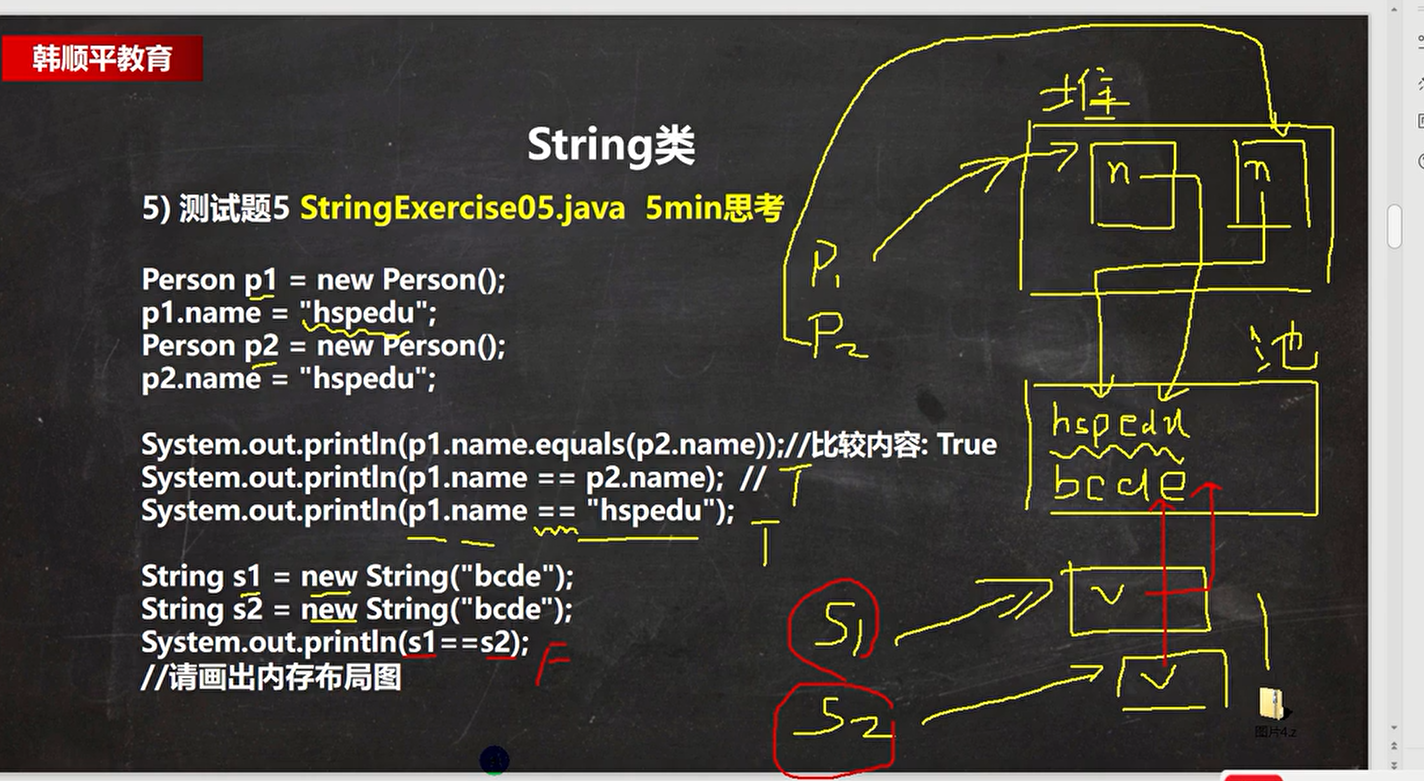 韩顺平教育
String类
5) 测试题5 StringExercise05.java 5min思考
Person p1 = new Person();
p1.name = "hspedu";
Person p2 = new Person();
p2.name = "hspedu";
System.out.println(p1.name.equals(p2.name));//比较内容: True
System.out.println(p1.name == p2.name); // T
System.out.println(p1.name == "hspedu"); T
String s1 = new String("bcde");
String s2 = new String("bcde");
System.out.println(s1==s2); F
//请画出内存布局图
堆
n n
P1
P2
池
hspedu
bcde
S1
v
S2
v
图片4.z